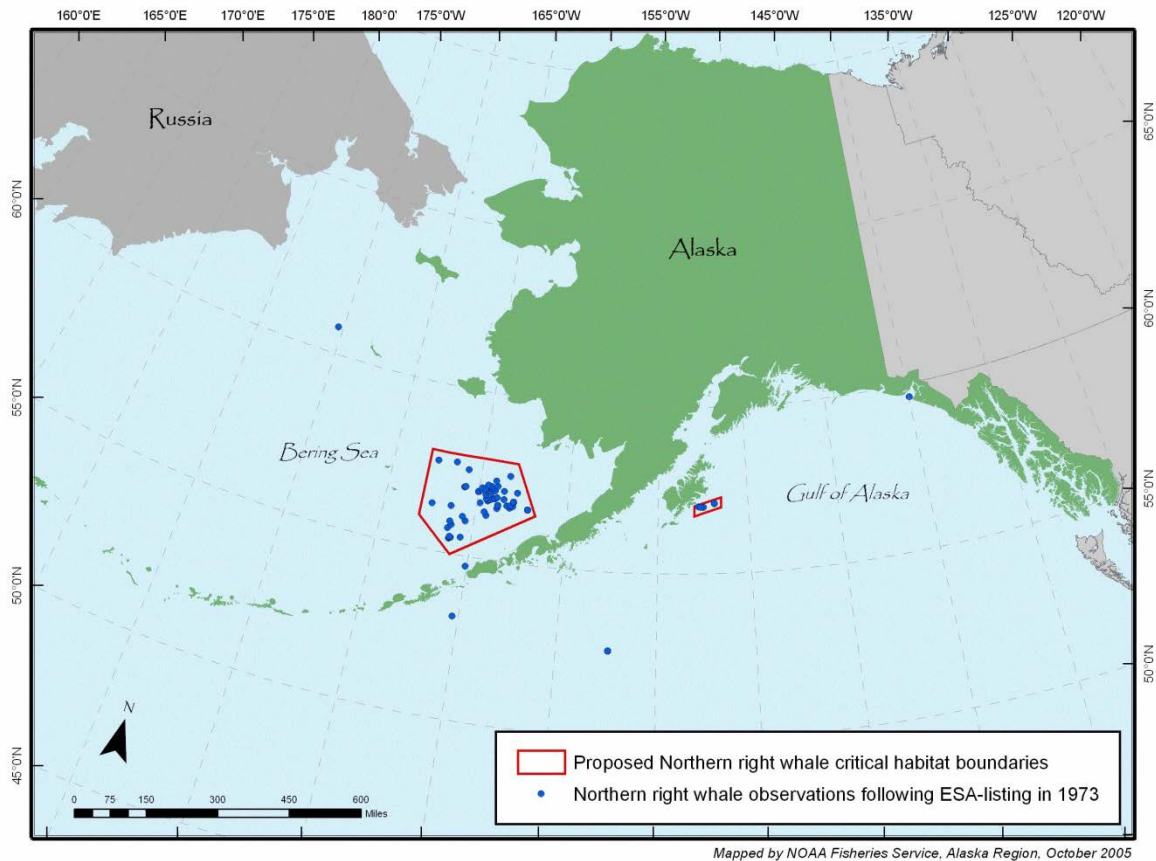 160°0'E 165°0'E 170°0'E 175°0'E 180°0' 175°0'W 170°0'W 165°0'W 155°0'W 145°0'W 135°0'W 125°0'W 120°0'W
Russia
65°0'N
60°0'N
Alaska
60°0'N
55°0'N
Bering Sea
Gulf of Alaska
55°0'N
50°0'N
50°0'N
N
45°0'N
0 75 150 300 450 600
Miles
Proposed Northern right whale critical habitat boundaries
Northern right whale observations following ESA-listing in 1973
Mapped by NOAA Fisheries Service, Alaska Region, October 2005